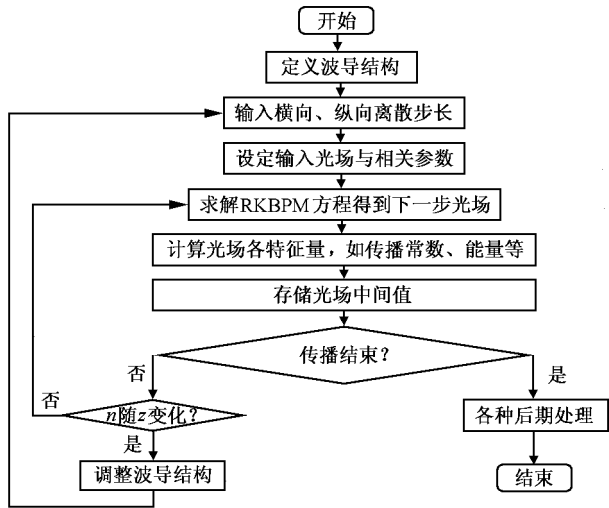 开始
定义波导结构
输入横向、纵向离散步长
设定输入光场与相关参数
求解RKBPM方程得到下一步光场
计算光场各特征量，如传播常数、能量等
存储光场中间值
传播结束？
否
是
否
n随z变化？
各种后期处理
是
调整波导结构
结束